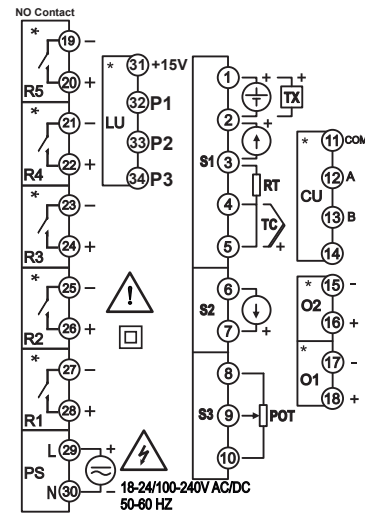 NO Contact
*
19 −
20 +
R5
*
21 −
22 +
R4
*
23 −
24 +
R3
*
25 −
26 +
R2
*
27 −
28 +
R1
PS
L 29 +
N 30 −
18-24/100-240V AC/DC
50-60 HZ
*
LU
31 +15V
32 P1
33 P2
34 P3
!
S1
1 +
2
3
4
5
+
TX
+
RT
TC
+
S2
6
7
+
S3
8
9
10
POT
*
CU
11 COM
12 A
13 B
14
*
O2
15 -
16 +
*
O1
17 -
18 +